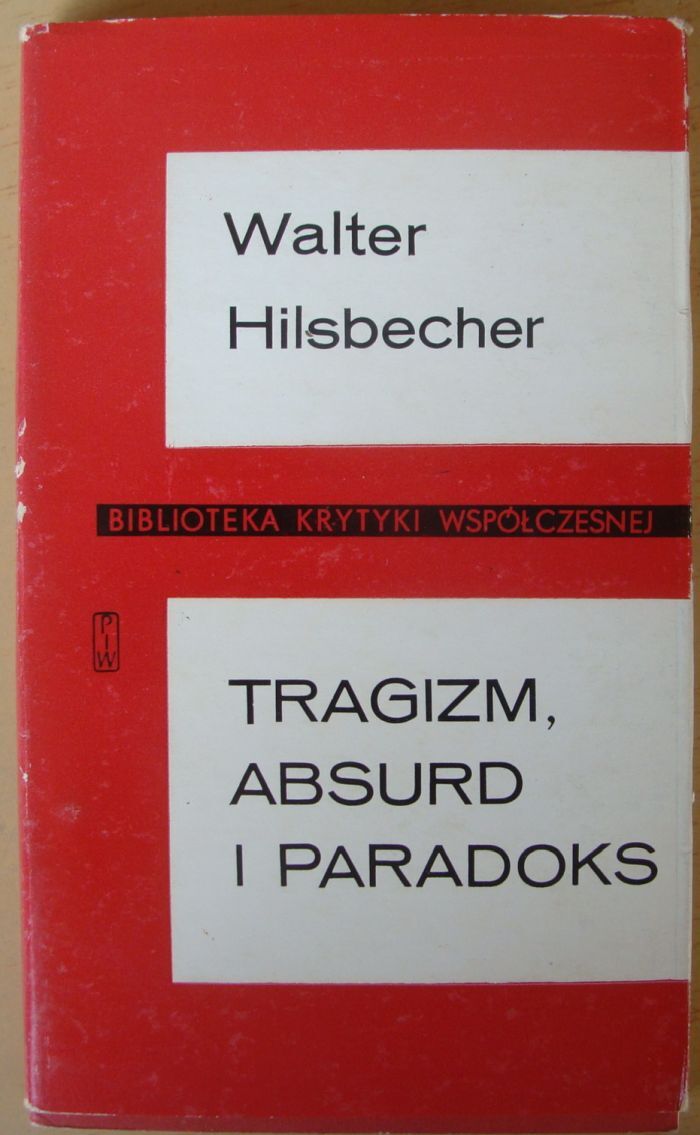 Walter
Hilsbecher
BIBLIOTEKA KRYTYKI WSPÓŁCZESNEJ
PIW
TRAGIZM,
ABSURD
I PARADOKS